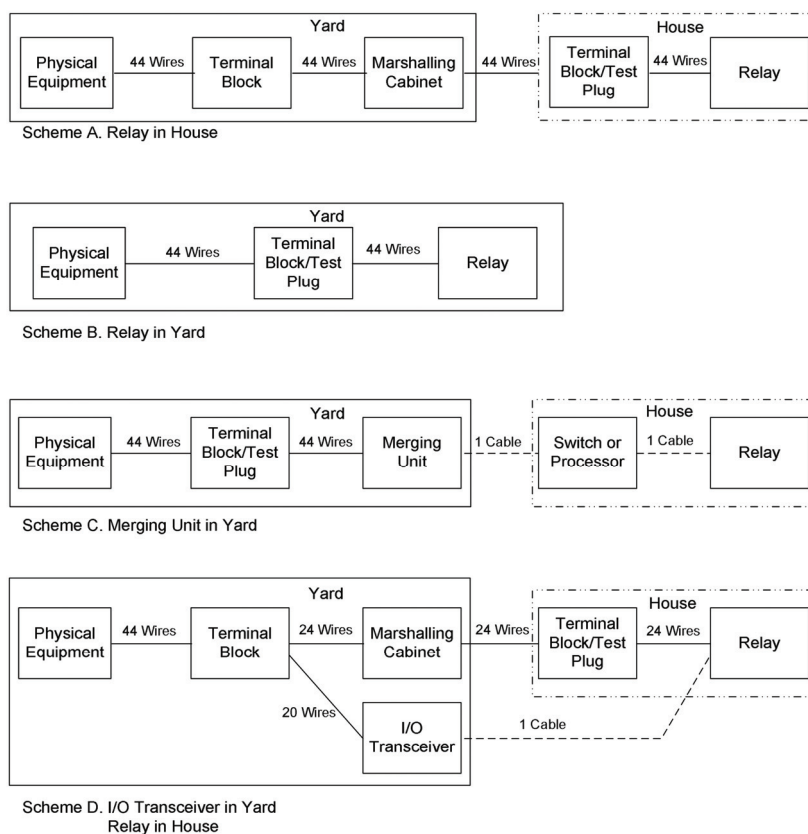 Yard
House
Physical
Equipment
44 Wires
Terminal
Block
44 Wires
Marshalling
Cabinet
44 Wires
Terminal
Block/Test
Plug
44 Wires
Relay
Scheme A. Relay in House
Yard
Physical
Equipment
44 Wires
Terminal
Block/Test
Plug
44 Wires
Relay
Scheme B. Relay in Yard
Yard
House
Physical
Equipment
44 Wires
Terminal
Block/Test
Plug
44 Wires
Merging
Unit
1 Cable
Switch or
Processor
1 Cable
Relay
Scheme C. Merging Unit in Yard
Yard
House
Physical
Equipment
44 Wires
Terminal
Block
24 Wires
Marshalling
Cabinet
24 Wires
Terminal
Block/Test
Plug
24 Wires
Relay
20 Wires
I/O
Transceiver
1 Cable
Scheme D. I/O Transceiver in Yard
Relay in House